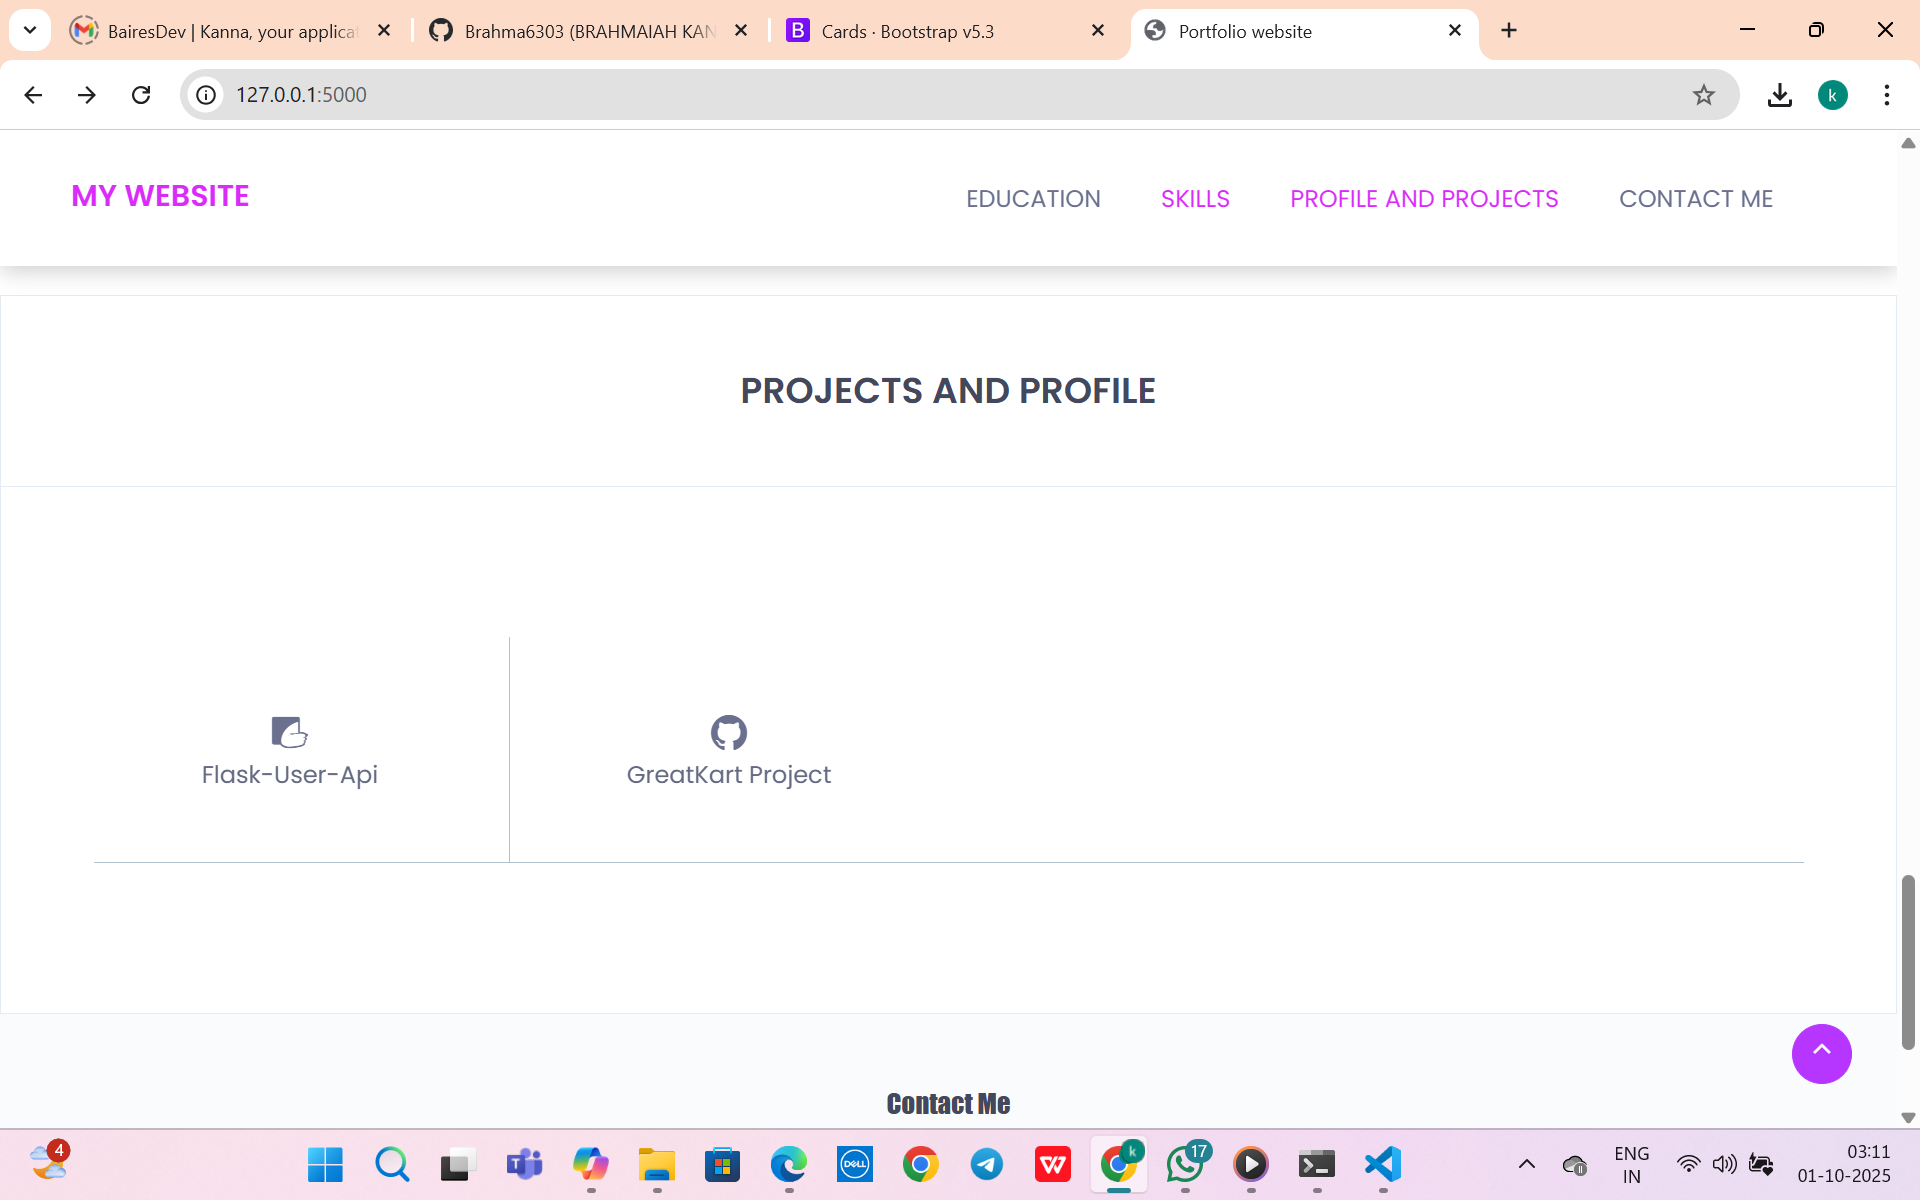 BairesDev | Kanna, your applicat
Brahma6303 (BRAHMAIAH KAN
B
Cards · Bootstrap v5.3
Portfolio website
127.0.0.1:5000
k
MY WEBSITE
EDUCATION
SKILLS
PROFILE AND PROJECTS
CONTACT ME
PROJECTS AND PROFILE
Flask-User-Api
GreatKart Project
Contact Me
4
T
DELL
W
k
17
ENG
IN
03:11
01-10-2025